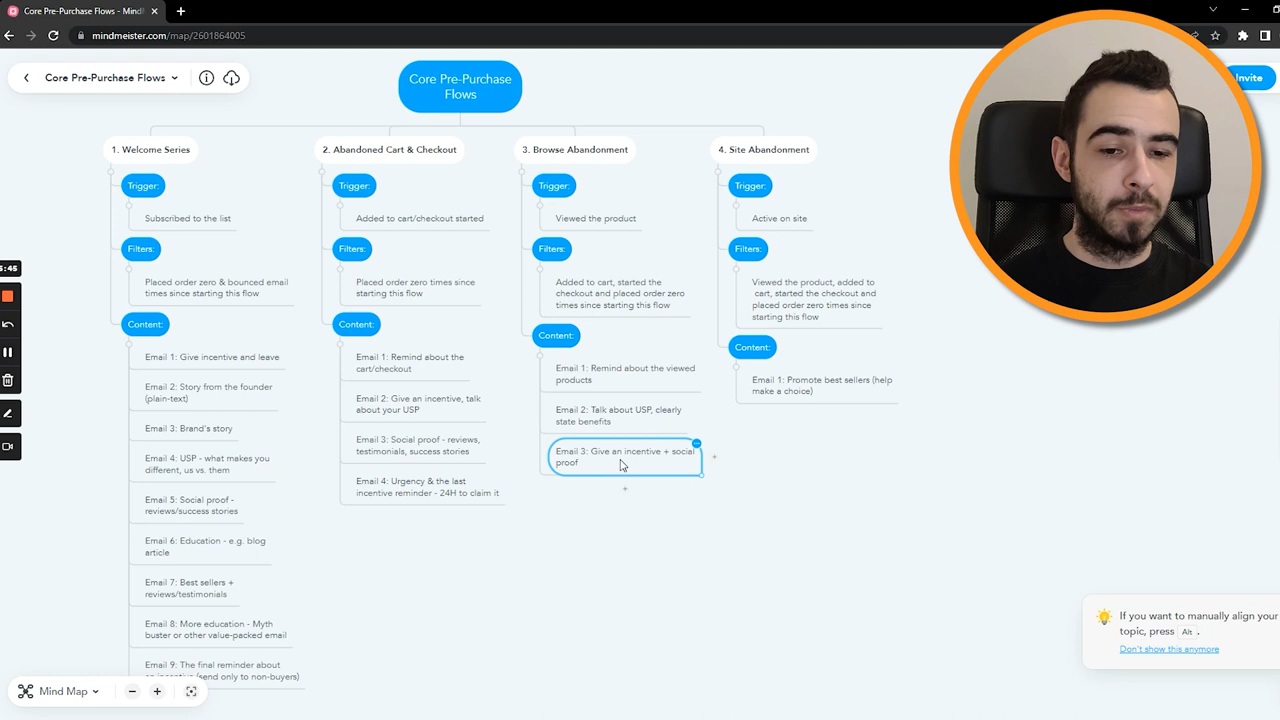 Core Pre-Purchase Flows - Mind
mindmeister.com/map/2601864005
Core Pre-Purchase Flows
Invite
Core Pre-Purchase
Flows
1. Welcome Series
Trigger:
Subscribed to the list
Filters:
Placed order zero & bounced email
times since starting this flow
Content:
Email 1: Give incentive and leave
Email 2: Story from the founder
(plain-text)
Email 3: Brand's story
Email 4: USP - what makes you
different, us vs. them
Email 5: Social proof -
reviews/success stories
Email 6: Education - e.g. blog
article
Email 7: Best sellers +
reviews/testimonials
Email 8: More education - Myth
buster or other value-packed email
Email 9: The final reminder about
an incentive (send only to non-buyers)
2. Abandoned Cart & Checkout
Trigger:
Added to cart/checkout started
Filters:
Placed order zero times since
starting this flow
Content:
Email 1: Remind about the
cart/checkout
Email 2: Give an incentive, talk
about your USP
Email 3: Social proof - reviews,
testimonials, success stories
Email 4: Urgency & the last
incentive reminder - 24H to claim it
3. Browse Abandonment
Trigger:
Viewed the product
Filters:
Added to cart, started the
checkout and placed order zero
times since starting this flow
Content:
Email 1: Remind about the viewed
products
Email 2: Talk about USP, clearly
state benefits
Email 3: Give an incentive + social
proof
4. Site Abandonment
Trigger:
Active on site
Filters:
Viewed the product, added to
cart, started the checkout and
placed order zero times since
starting this flow
Content:
Email 1: Promote best sellers (help
make a choice)
:45
If you want to manually align your
topic, press Alt .
Don't show this anymore
Mind Map